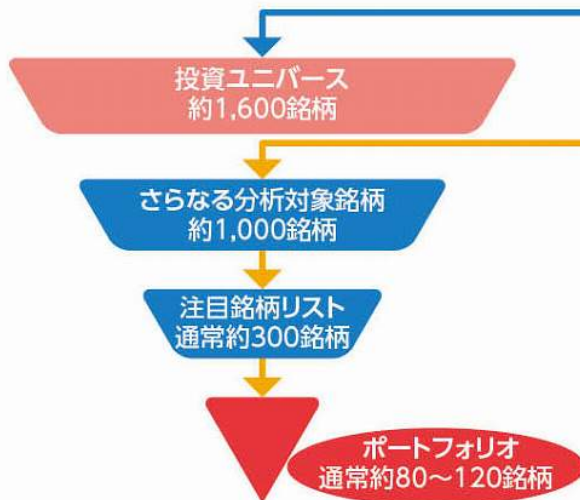 投資ユニバース
約1,600銘柄
さらなる分析対象銘柄
約1,000銘柄
注目銘柄リスト
通常約300銘柄
ポートフォリオ
通常約80～120銘柄